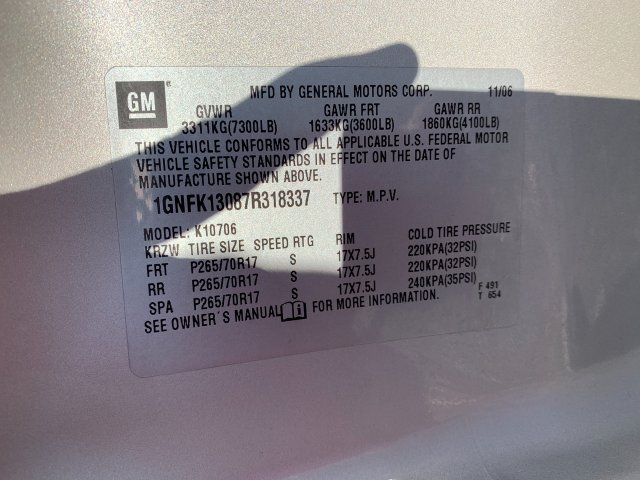 GM ®
MFD BY GENERAL MOTORS CORP. 11/06
GVWR GAWR FRT GAWR RR
3311KG(7300LB) 1633KG(3600LB) 1860KG(4100LB)
THIS VEHICLE CONFORMS TO ALL APPLICABLE U.S. FEDERAL MOTOR
VEHICLE SAFETY STANDARDS IN EFFECT ON THE DATE OF
MANUFACTURE SHOWN ABOVE.
1GNFK13087R318337 TYPE: M.P.V.
MODEL: K10706
KRZW TIRE SIZE SPEED RTG RIM COLD TIRE PRESSURE
FRT P265/70R17 S 17X7.5J 220KPA(32PSI)
RR P265/70R17 S 17X7.5J 220KPA(32PSI)
SPA P265/70R17 S 17X7.5J 240KPA(35PSI)
SEE OWNER´S MANUAL FOR MORE INFORMATION.
F 491
T 654